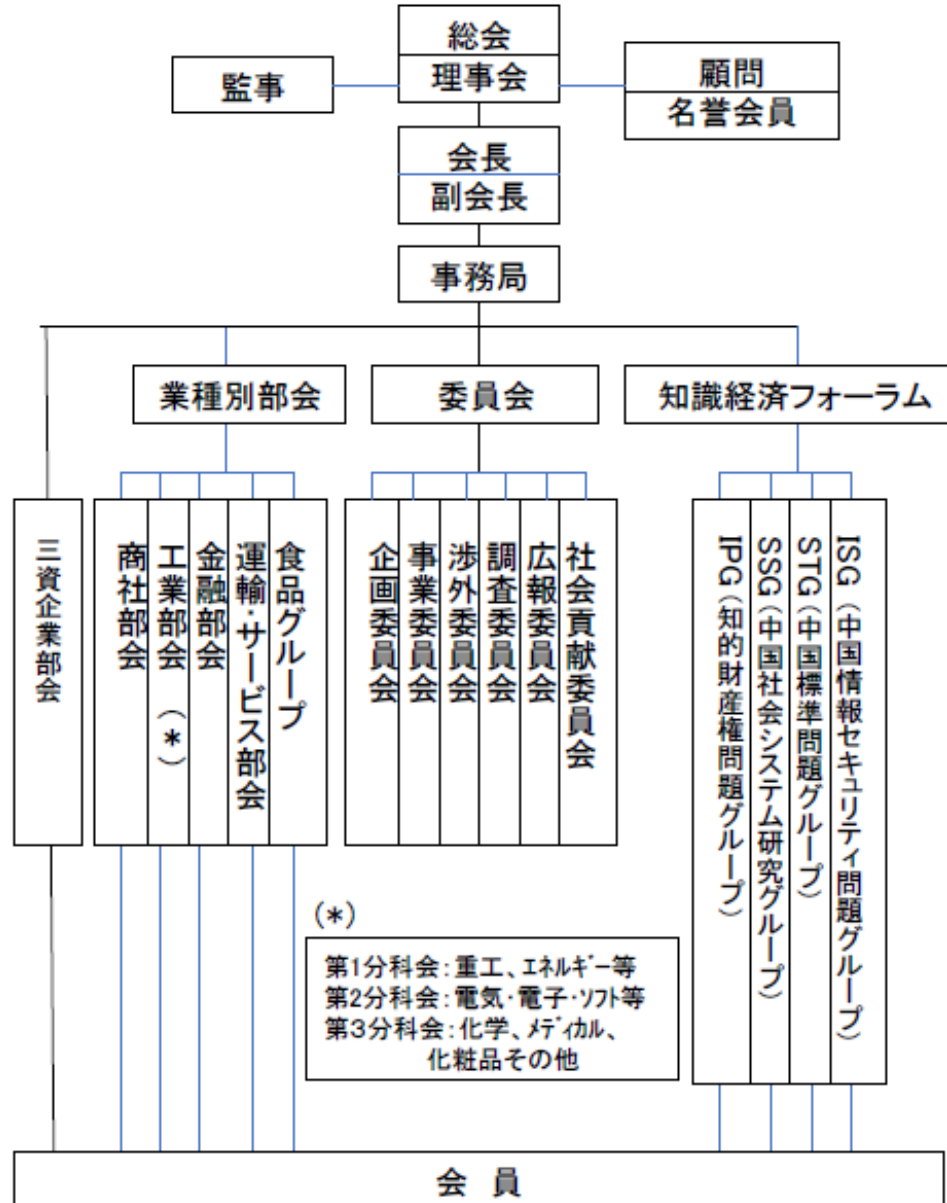 総会
理事会
監事
顧問
名誉会員
会長
副会長
事務局
業種別部会
委員会
知識経済フォーラム
三資企業部会
商社部会
工業部会 (*)
金融部会
運輸・サービス部会
食品グループ
企画委員会
事業委員会
渉外委員会
調査委員会
広報委員会
社会貢献委員会
IPG(知的財産権問題グループ)
SSG(中国社会システム研究グループ)
STG(中国標準問題グループ)
ISG (中国情報セキュリティ問題グループ)
(*)
第1分科会:重工、エネルギー等
第2分科会:電気・電子・ソフト等
第3分科会:化学、メディカル、
化粧品その他
会 員